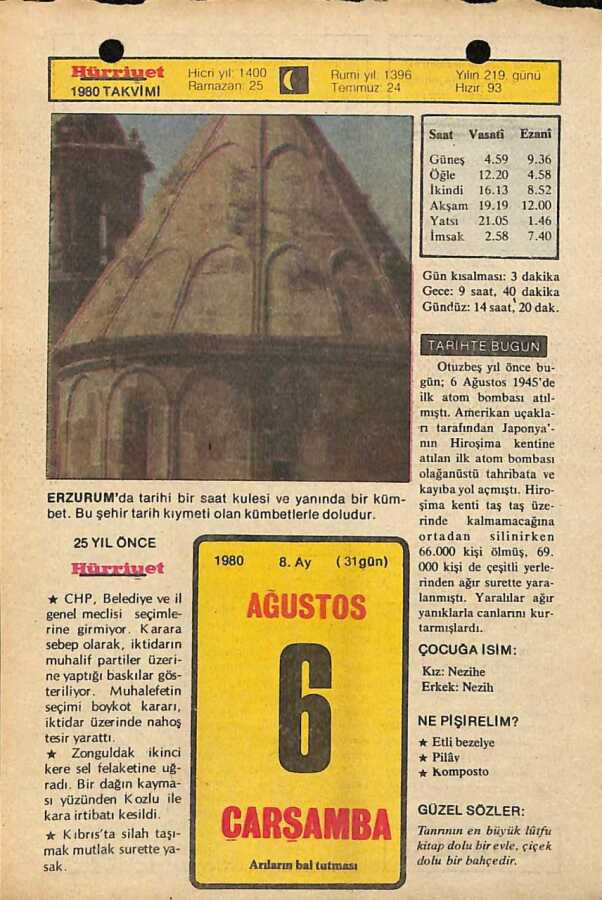 Hürriyet
1980 TAKVİMİ
Hicri yıl: 1400
Ramazan: 25
Rumi yıl: 1396
Temmuz: 24
Yılın 219. günü
Hızır: 93
Saat Vasatî Ezanî
Güneş 4.59 9.36
Öğle 12.20 4.58
İkindi 16.13 8.52
Akşam 19.19 12.00
Yatsı 21.05 1.46
İmsak 2.58 7.40
Gün kısalması: 3 dakika
Gece: 9 saat, 40 dakika
Gündüz: 14 saat, 20 dak.
TARİHTE BUGÜN
Otuzbeş yıl önce bu-
gün; 6 Ağustos 1945'de
ilk atom bombası atıl-
mıştı. Amerikan uçakla-
rı tarafından Japonya'-
nın Hiroşima kentine
atılan ilk atom bombası
olağanüstü tahribata ve
kayıba yol açmıştı. Hiro-
şima kenti taş taş üze-
rinde kalmamacağına
ortadan silinirken
66.000 kişi ölmüş, 69.
000 kişi de çeşitli yerle-
rinden ağır surette yara-
lanmıştı. Yaralılar ağır
yanıklarla canlarını kur-
tarmışlardı.
ÇOCUĞA İSİM:
Kız: Nezihe
Erkek: Nezih
NE PİŞİRELİM?
★ Etli bezelye
★ Pilâv
★ Komposto
GÜZEL SÖZLER:
Tanrının en büyük lûtfu
kitap dolu bir evle, çiçek
dolu bir bahçedir.
ERZURUM'da tarihi bir saat kulesi ve yanında bir küm-
bet. Bu şehir tarih kıymeti olan kümbetlerle doludur.
25 YIL ÖNCE
Hürriyet
★ CHP, Belediye ve il
genel meclisi seçimle-
rine girmiyor. Karara
sebep olarak, iktidarın
muhalif partiler üzeri-
ne yaptığı baskılar gös-
teriliyor. Muhalefetin
seçimi boykot kararı,
iktidar üzerinde nahoş
tesir yarattı.
★ Zonguldak ikinci
kere sel felaketine uğ-
radı. Bir dağın kayma-
sı yüzünden Kozlu ile
kara irtibatı kesildi.
★ Kıbrıs'ta silah taşı-
mak mutlak surette ya-
sak.
1980 8. Ay (31gün)
AĞUSTOS
6
ÇARŞAMBA
Arıların bal tutması